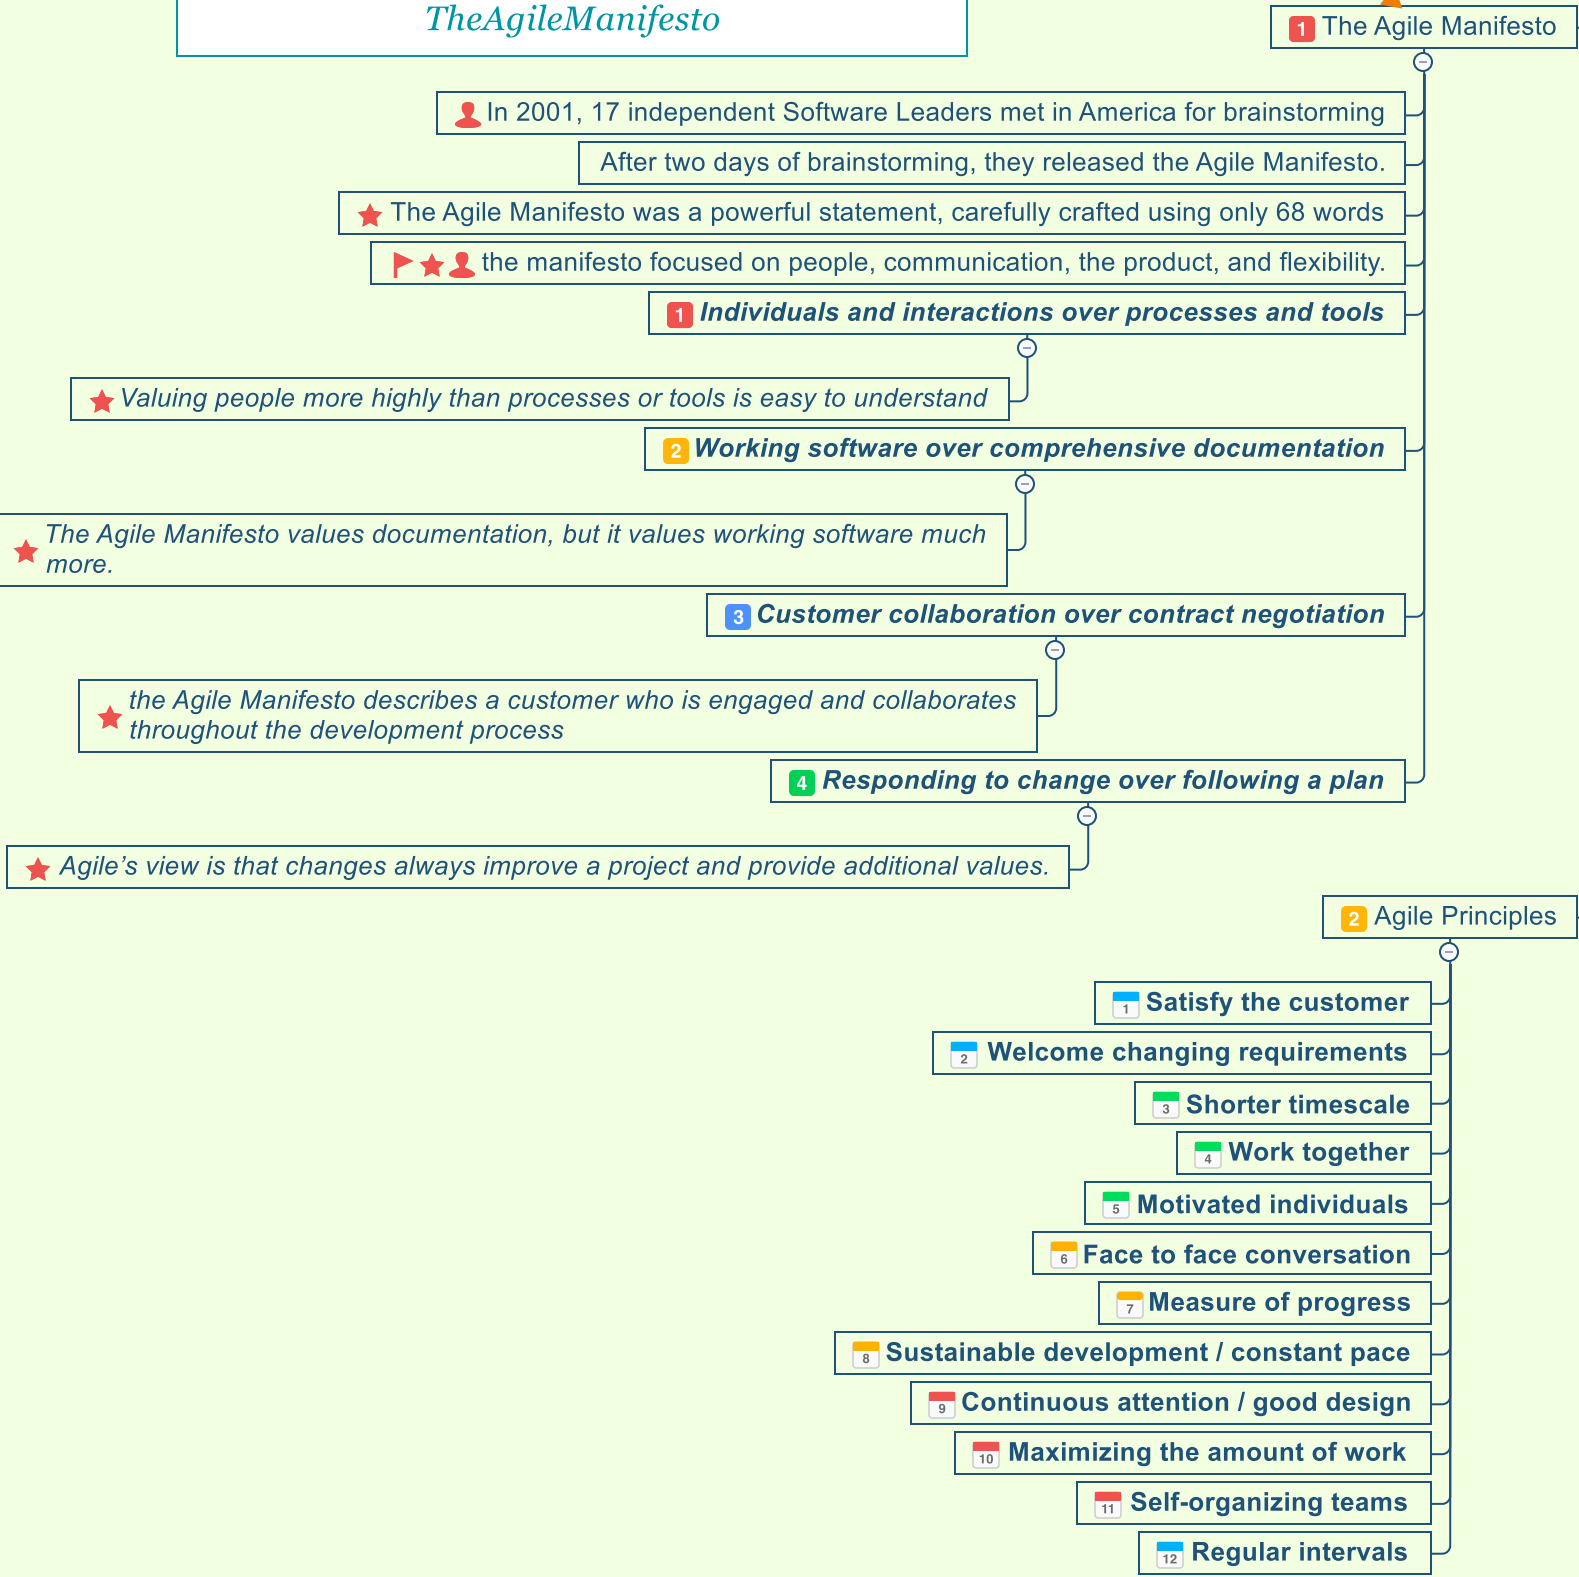 TheAgileManifesto
1 The Agile Manifesto
In 2001, 17 independent Software Leaders met in America for brainstorming
After two days of brainstorming, they released the Agile Manifesto.
The Agile Manifesto was a powerful statement, carefully crafted using only 68 words
the manifesto focused on people, communication, the product, and flexibility.
1 Individuals and interactions over processes and tools
Valuing people more highly than processes or tools is easy to understand
2 Working software over comprehensive documentation
The Agile Manifesto values documentation, but it values working software much
more.
3 Customer collaboration over contract negotiation
the Agile Manifesto describes a customer who is engaged and collaborates
throughout the development process
4 Responding to change over following a plan
Agile’s view is that changes always improve a project and provide additional values.
2 Agile Principles
1 Satisfy the customer
2 Welcome changing requirements
3 Shorter timescale
4 Work together
5 Motivated individuals
6 Face to face conversation
7 Measure of progress
8 Sustainable development / constant pace
9 Continuous attention / good design
10 Maximizing the amount of work
11 Self-organizing teams
12 Regular intervals